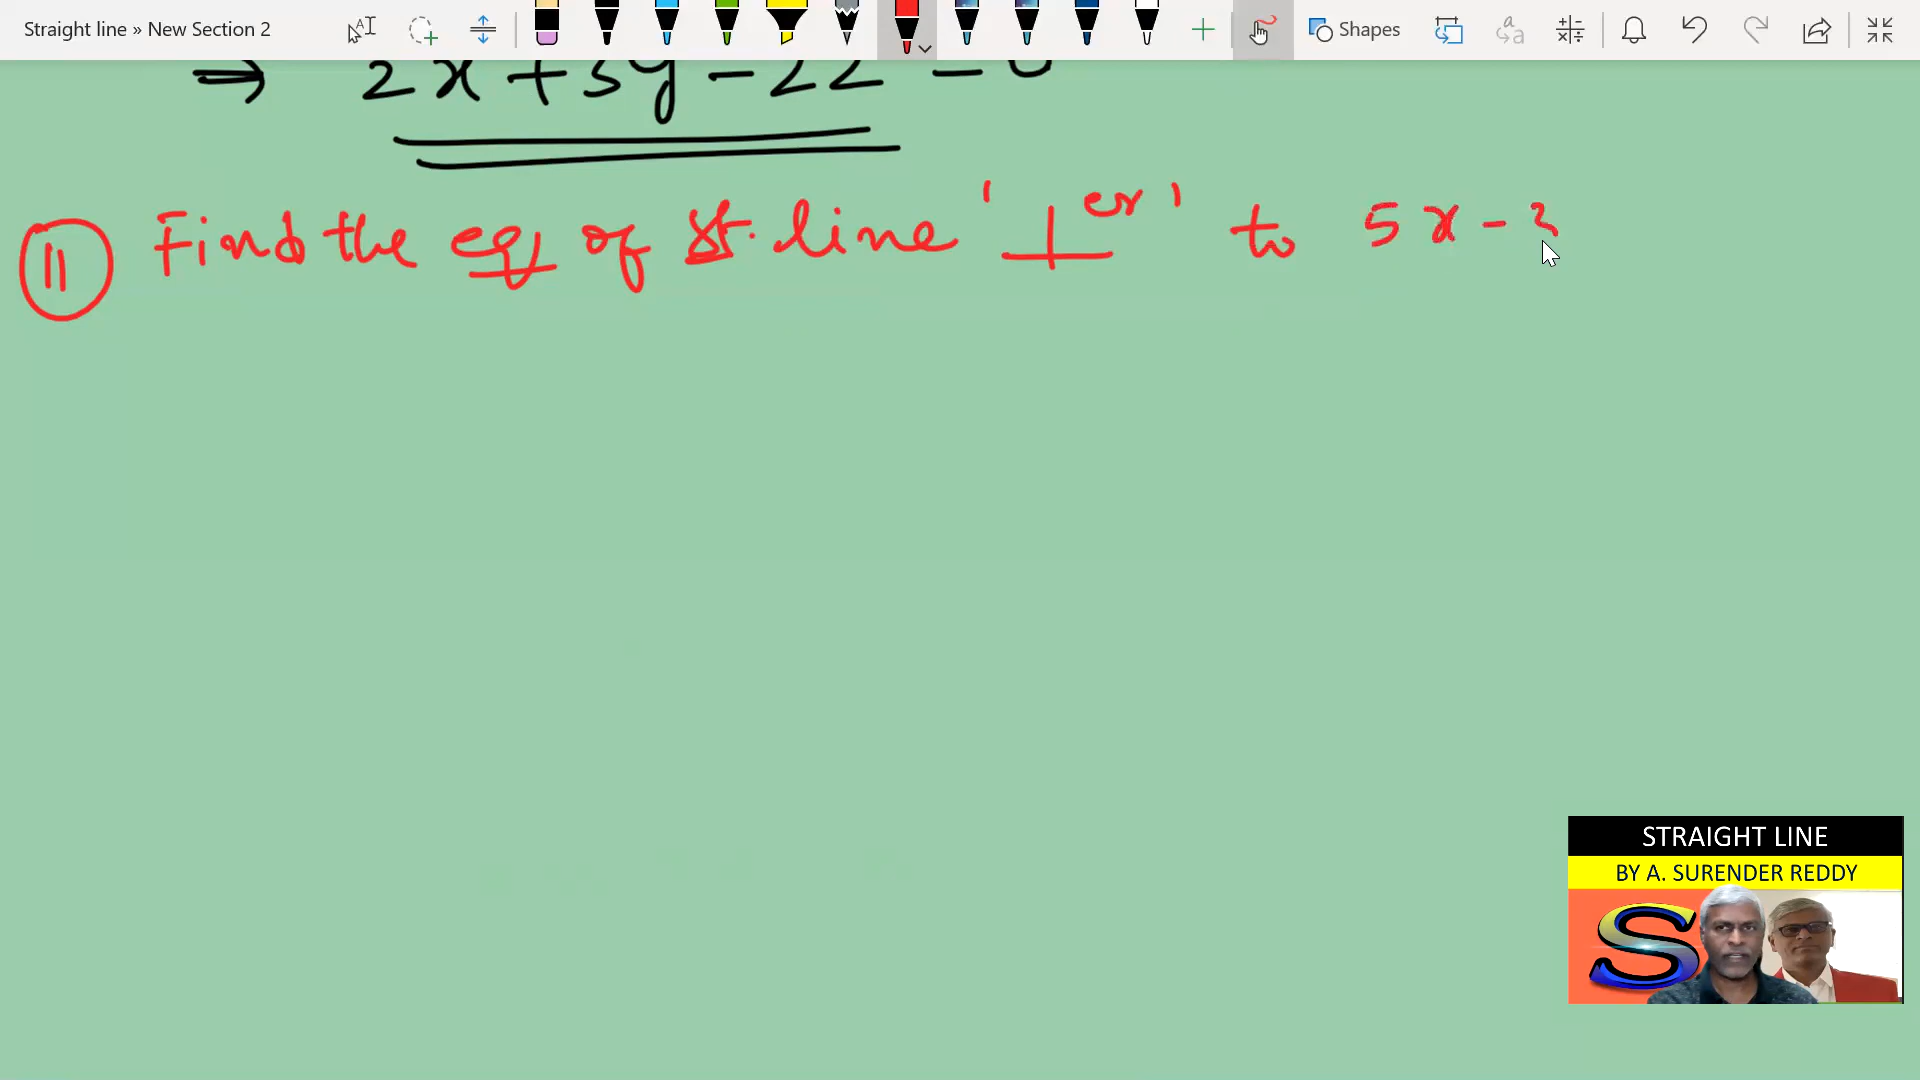 Straight line » New Section 2
Shapes
⇒ 2x + 3y - 22 = 0
11 Find the eq of st. line '⊥er' to 5x - 3
STRAIGHT LINE
BY A. SURENDER REDDY
S